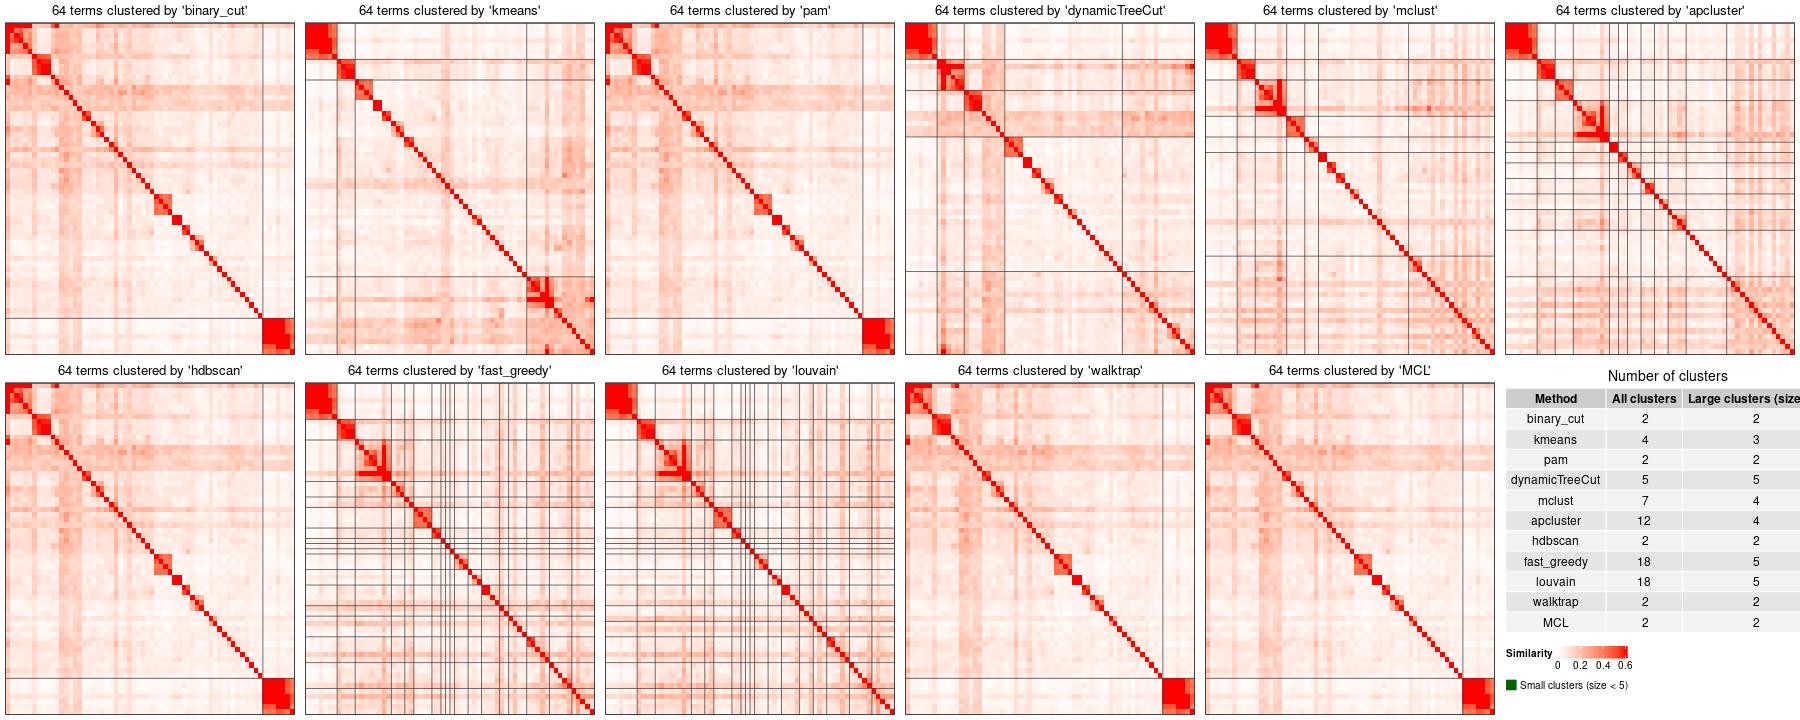 64 terms clustered by 'binary_cut'
64 terms clustered by 'kmeans'
64 terms clustered by 'pam'
64 terms clustered by 'dynamicTreeCut'
64 terms clustered by 'mclust'
64 terms clustered by 'apcluster'
64 terms clustered by 'hdbscan'
64 terms clustered by 'fast_greedy'
64 terms clustered by 'louvain'
64 terms clustered by 'walktrap'
64 terms clustered by 'MCL'
Number of clusters
Method All clusters Large clusters (size
binary_cut 2 2
kmeans 4 3
pam 2 2
dynamicTreeCut 5 5
mclust 7 4
apcluster 12 4
hdbscan 2 2
fast_greedy 18 5
louvain 18 5
walktrap 2 2
MCL 2 2
Similarity
0 0.2 0.4 0.6
Small clusters (size < 5)